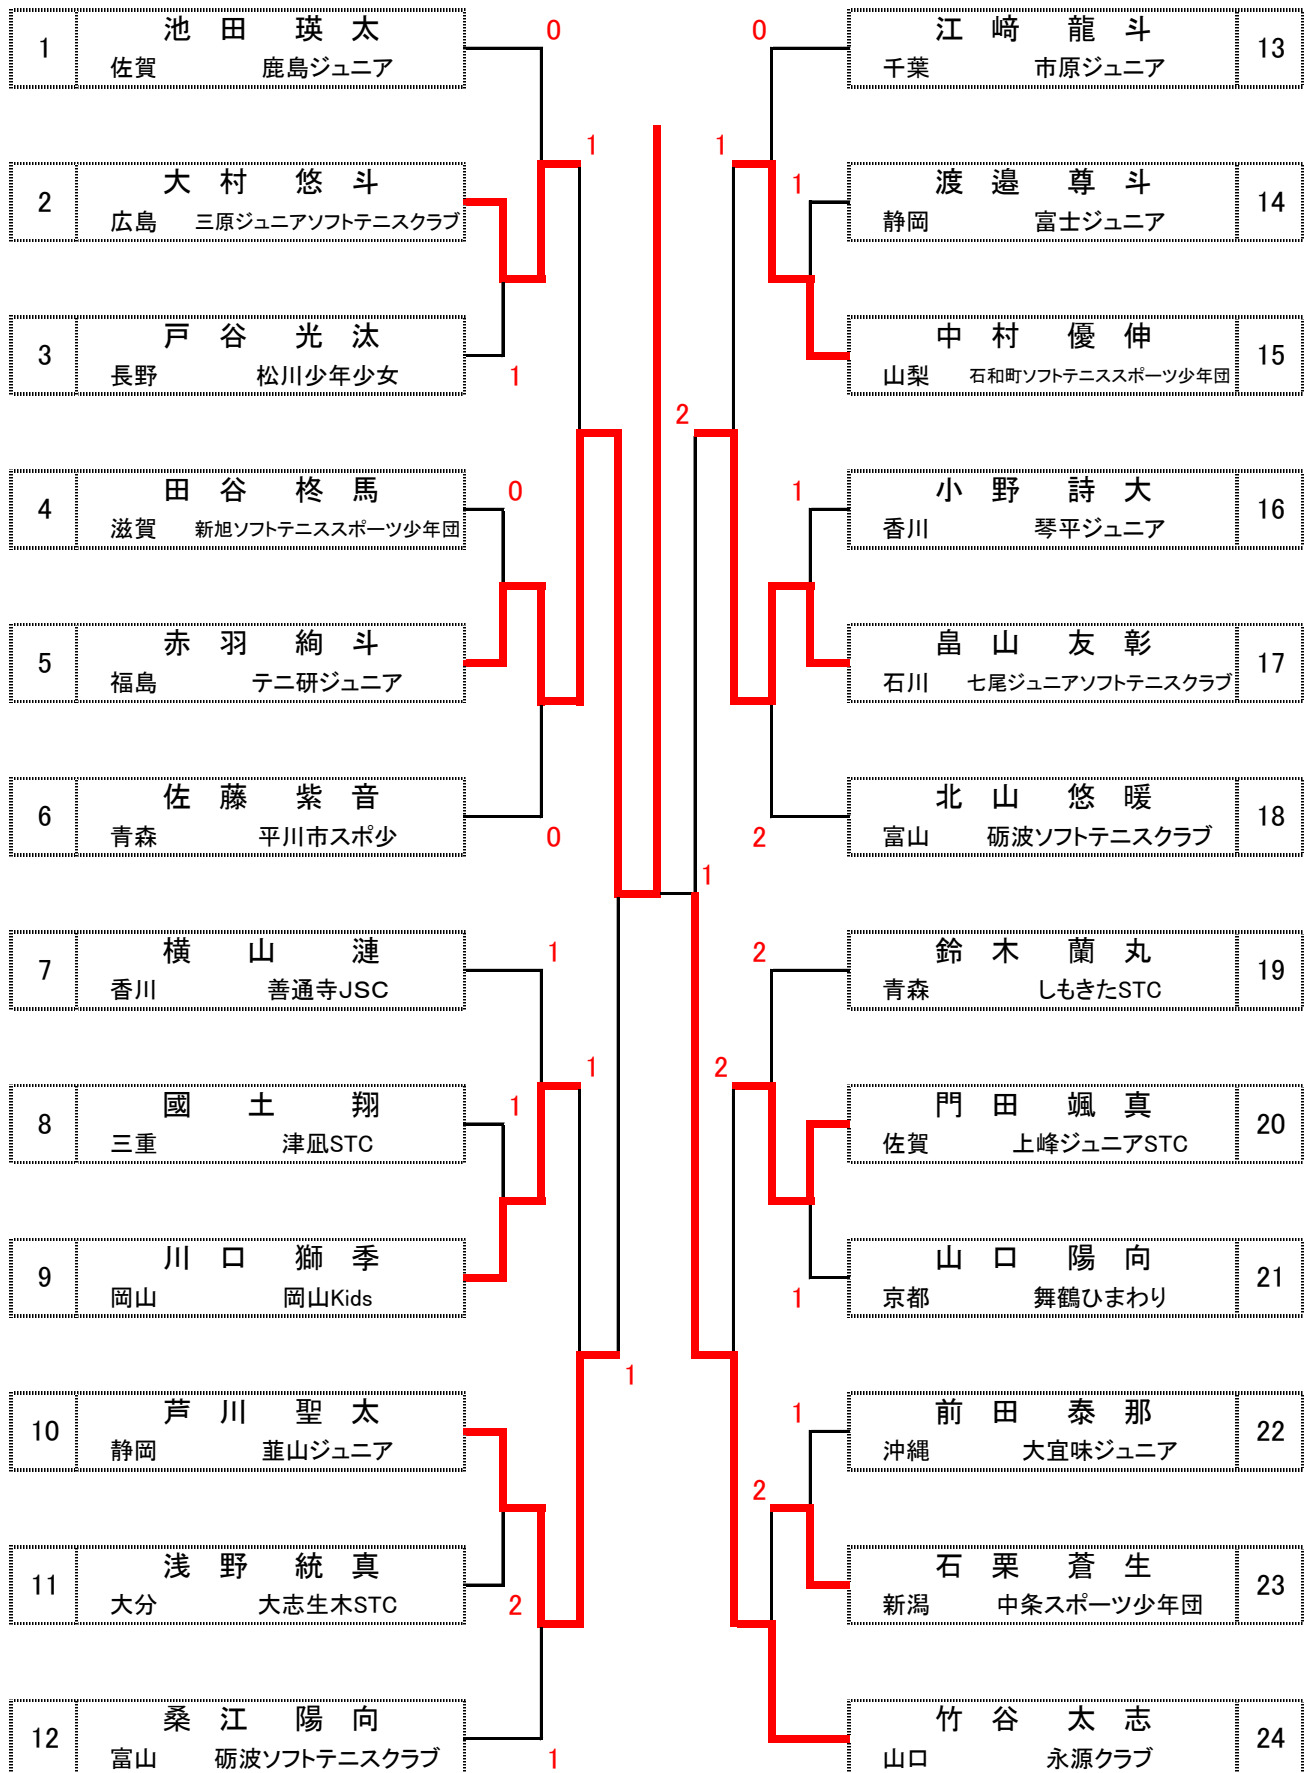 1
池田 瑛太
佐賀 鹿島ジュニア
0
2
大村 悠斗
広島 三原ジュニアソフトテニスクラブ
1
3
戸谷 光汰
長野 松川少年少女
1
4
田谷 柊馬
滋賀 新旭ソフトテニススポーツ少年団
0
5
赤羽 絢斗
福島 テニ研ジュニア
6
佐藤 紫音
青森 平川市スポ少
0
7
横山 漣
香川 善通寺JSC
1
8
國土 翔
三重 津凪STC
1
1
9
川口 獅季
岡山 岡山Kids
1
10
芦川 聖太
静岡 韮山ジュニア
11
浅野 統真
大分 大志生木STC
2
12
桑江 陽向
富山 砺波ソフトテニスクラブ
1
0
江﨑 龍斗
千葉 市原ジュニア
13
1
1
渡邉 尊斗
静岡 富士ジュニア
14
中村 優伸
山梨 石和町ソフトテニススポーツ少年団
15
2
1
小野 詩大
香川 琴平ジュニア
16
畠山 友彰
石川 七尾ジュニアソフトテニスクラブ
17
北山 悠暖
富山 砺波ソフトテニスクラブ
18
2
1
2
鈴木 蘭丸
青森 しもきたSTC
19
2
門田 颯真
佐賀 上峰ジュニアSTC
20
山口 陽向
京都 舞鶴ひまわり
21
1
1
前田 泰那
沖縄 大宜味ジュニア
22
2
石栗 蒼生
新潟 中条スポーツ少年団
23
竹谷 太志
山口 永源クラブ
24